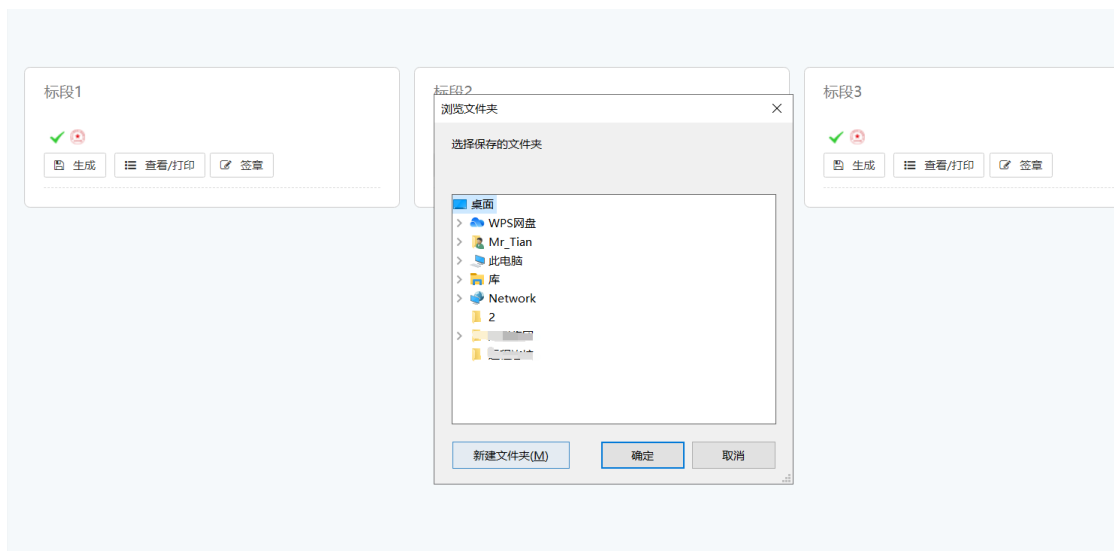 标段1
生成
查看/打印
签章
标段2
浏览文件夹
选择保存的文件夹
桌面
WPS网盘
Mr_Tian
此电脑
库
Network
2
新建文件夹(M)
确定
取消
标段3
生成
查看/打印
签章